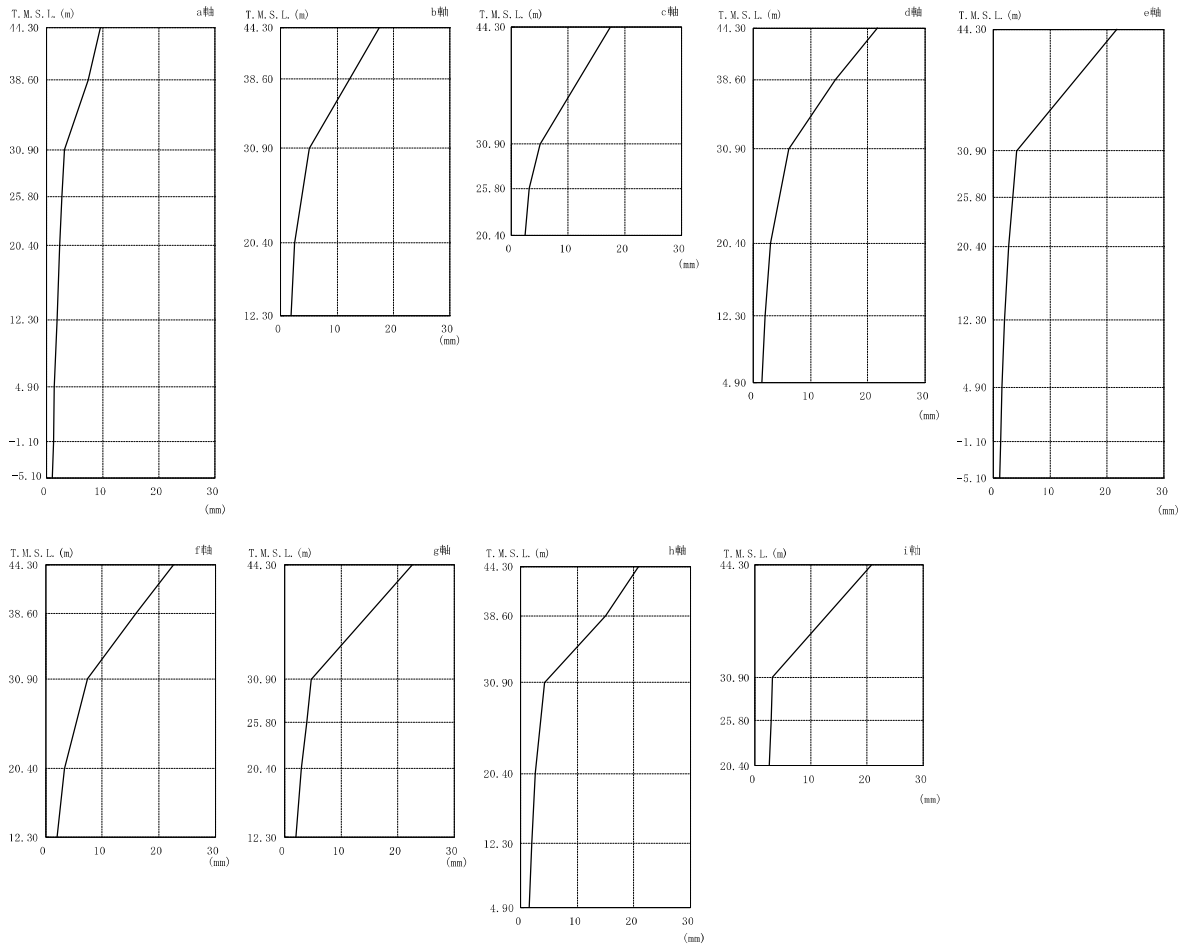 T. M. S. L. (m) a軸
44.30
38.60
30.90
25.80
20.40
12.30
4.90
-1.10
-5.10
0 10 20 30
(mm)
T. M. S. L. (m) b軸
44.30
38.60
30.90
20.40
12.30
0 10 20 30
(mm)
T. M. S. L. (m) c軸
44.30
30.90
25.80
20.40
0 10 20 30
(mm)
T. M. S. L. (m) d軸
44.30
38.60
30.90
20.40
12.30
4.90
0 10 20 30
(mm)
T. M. S. L. (m) e軸
44.30
30.90
25.80
20.40
12.30
4.90
-1.10
-5.10
0 10 20 30
(mm)
T. M. S. L. (m) f軸
44.30
38.60
30.90
20.40
12.30
0 10 20 30
(mm)
T. M. S. L. (m) g軸
44.30
30.90
25.80
20.40
12.30
0 10 20 30
(mm)
T. M. S. L. (m) h軸
44.30
38.60
30.90
20.40
12.30
4.90
0 10 20 30
(mm)
T. M. S. L. (m) i軸
44.30
30.90
25.80
20.40
0 10 20 30
(mm)